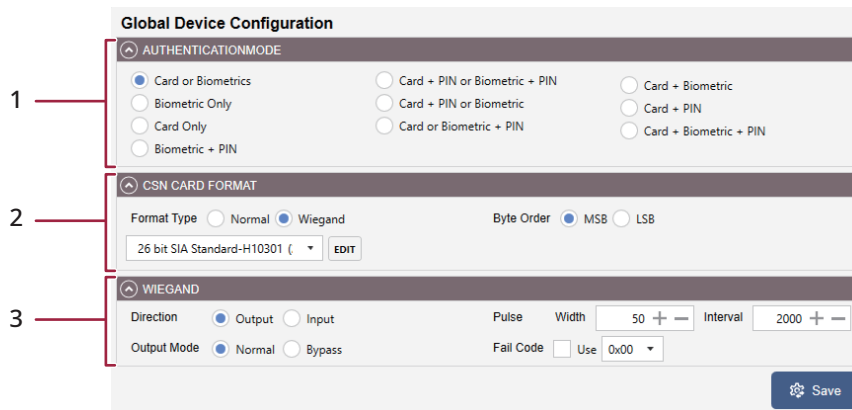 Global Device Configuration
1
AUTHENTICATIONMODE
Card or Biometrics
Biometric Only
Card Only
Biometric + PIN
Card + PIN or Biometric + PIN
Card + PIN or Biometric
Card or Biometric + PIN
Card + Biometric
Card + PIN
Card + Biometric + PIN
2
CSN CARD FORMAT
Format Type Normal Wiegand Byte Order MSB LSB
26 bit SIA Standard-H10301 (. EDIT
3
WIEGAND
Direction Output Input Pulse Width 50 + − Interval 2000 + −
Output Mode Normal Bypass Fail Code Use 0x00
Save